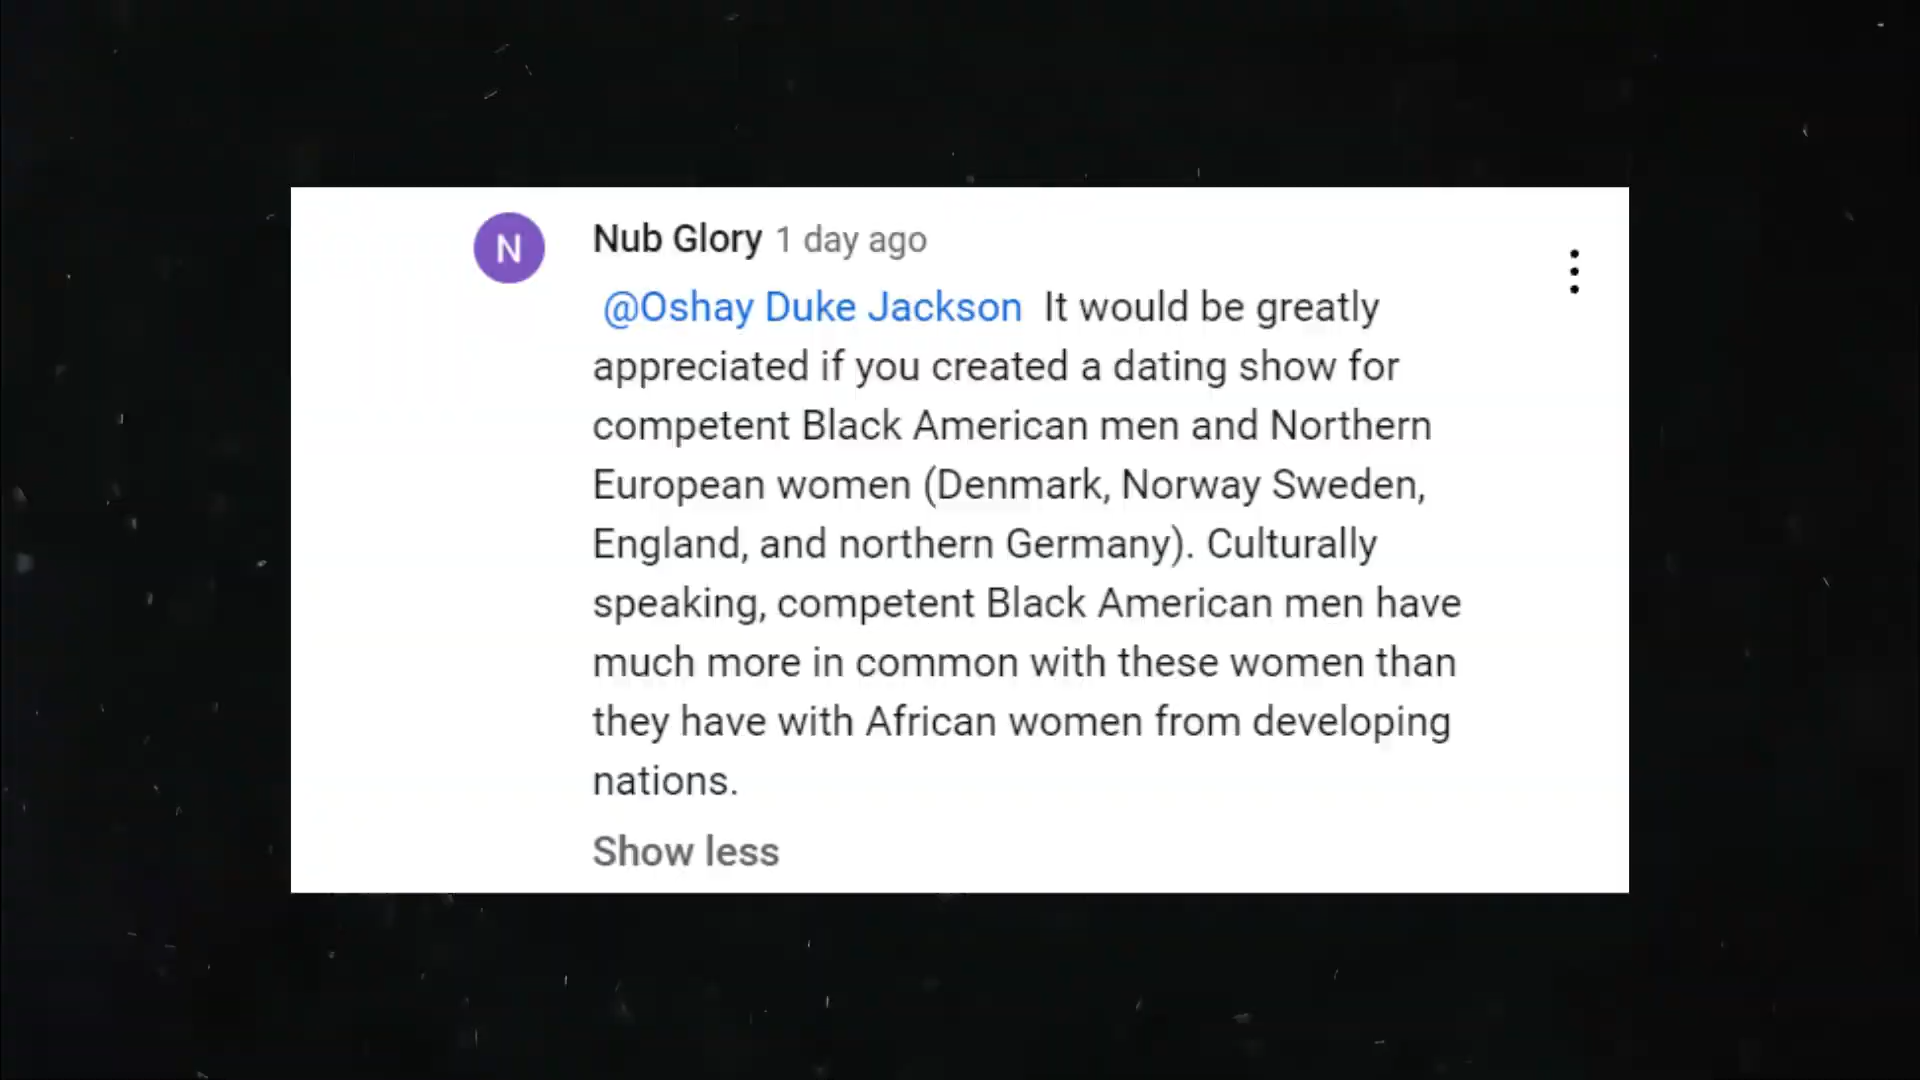 N
Nub Glory 1 day ago
@Oshay Duke Jackson It would be greatly
appreciated if you created a dating show for
competent Black American men and Northern
European women (Denmark, Norway Sweden,
England, and northern Germany). Culturally
speaking, competent Black American men have
much more in common with these women than
they have with African women from developing
nations.
Show less